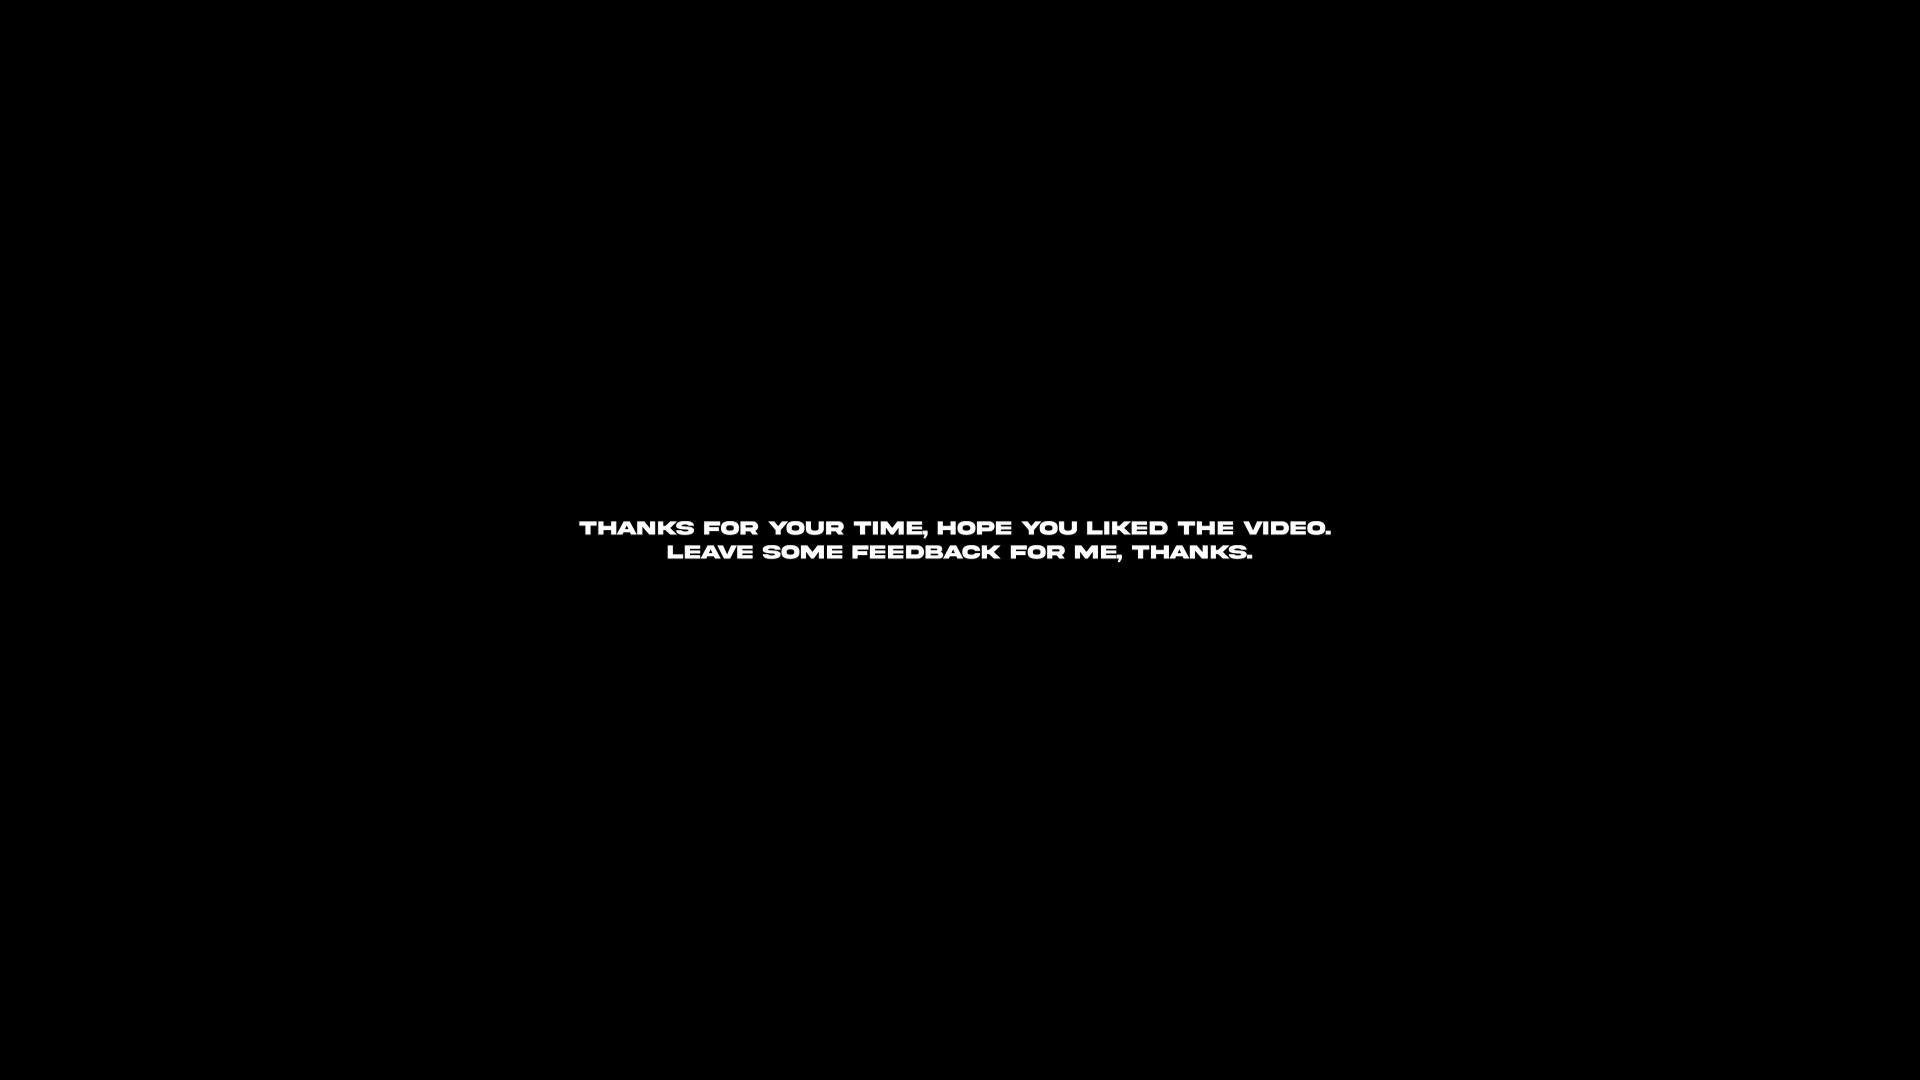 THANKS FOR YOUR TIME, HOPE YOU LIKED THE VIDEO.
LEAVE SOME FEEDBACK FOR ME, THANKS.